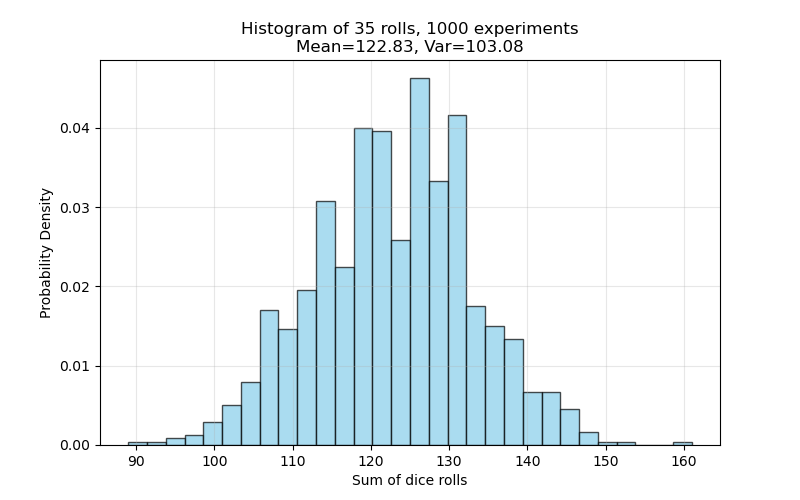 Histogram of 35 rolls, 1000 experiments
Mean=122.83, Var=103.08
Probability Density
0.04
0.03
0.02
0.01
0.00
90 100 110 120 130 140 150 160
Sum of dice rolls